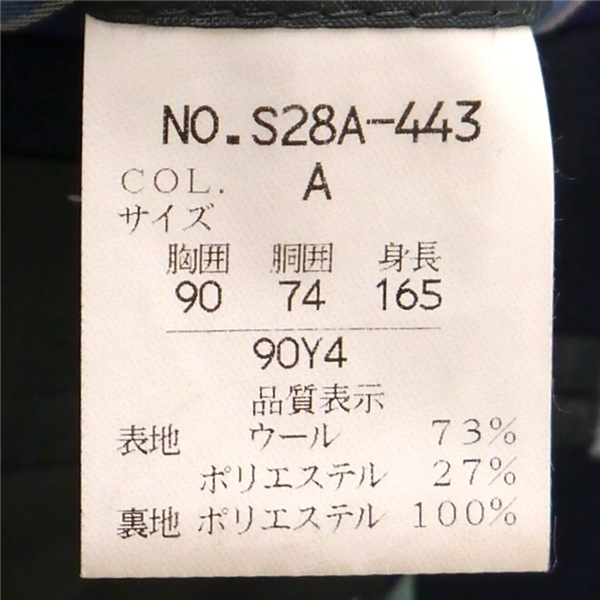 NO.S28A-443
COL. A
サイズ
胸囲 胴囲 身長
90 74 165
90Y4
品質表示
表地 ウール 73%
ポリエステル 27%
裏地 ポリエステル 100%